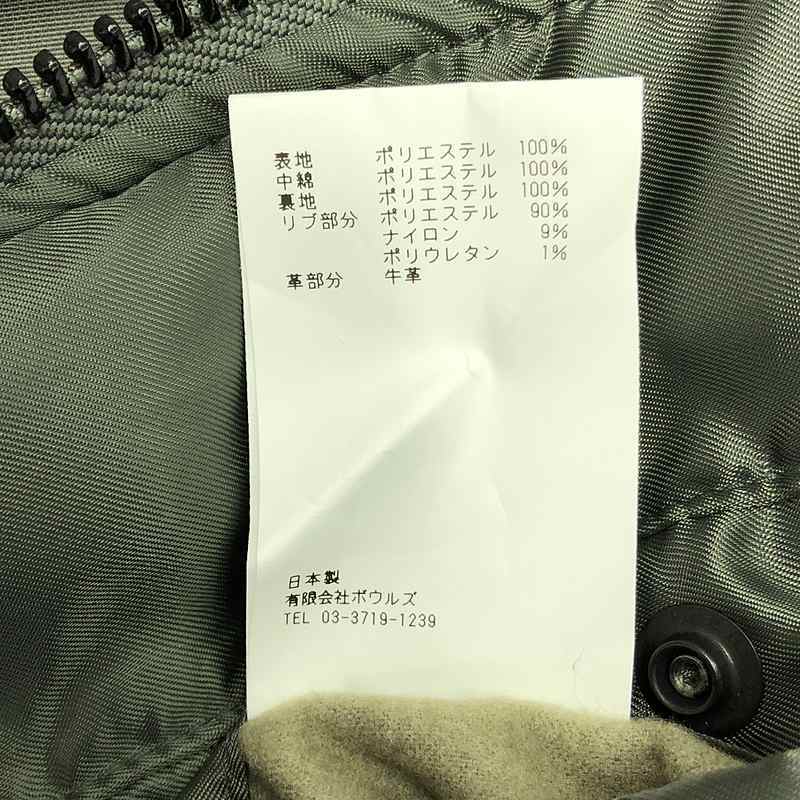 表地 ポリエステル 100%
中綿 ポリエステル 100%
裏地 ポリエステル 100%
リブ部分 ポリエステル 90%
ナイロン 9%
ポリウレタン 1%
革部分 牛革
日本製
有限会社ボウルズ
TEL 03-3719-1239